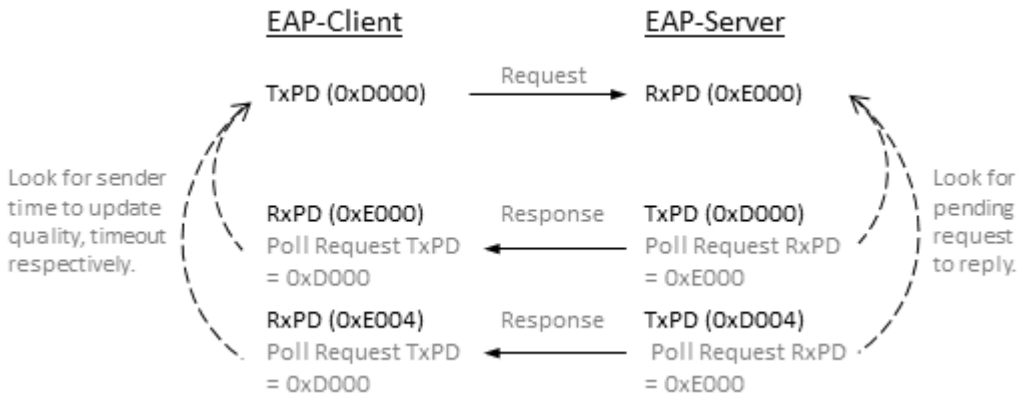 EAP-Client
EAP-Server
TxPD (0xD000)
Request
RxPD (0xE000)
Look for sender
time to update
quality, timeout
respectively.
RxPD (0xE000)
Poll Request TxPD
= 0xD000
Response
TxPD (0xD000)
Poll Request RxPD
= 0xE000
Look for
pending
request
to reply.
RxPD (0xE004)
Poll Request TxPD
= 0xD000
Response
TxPD (0xD004)
Poll Request RxPD
= 0xE000